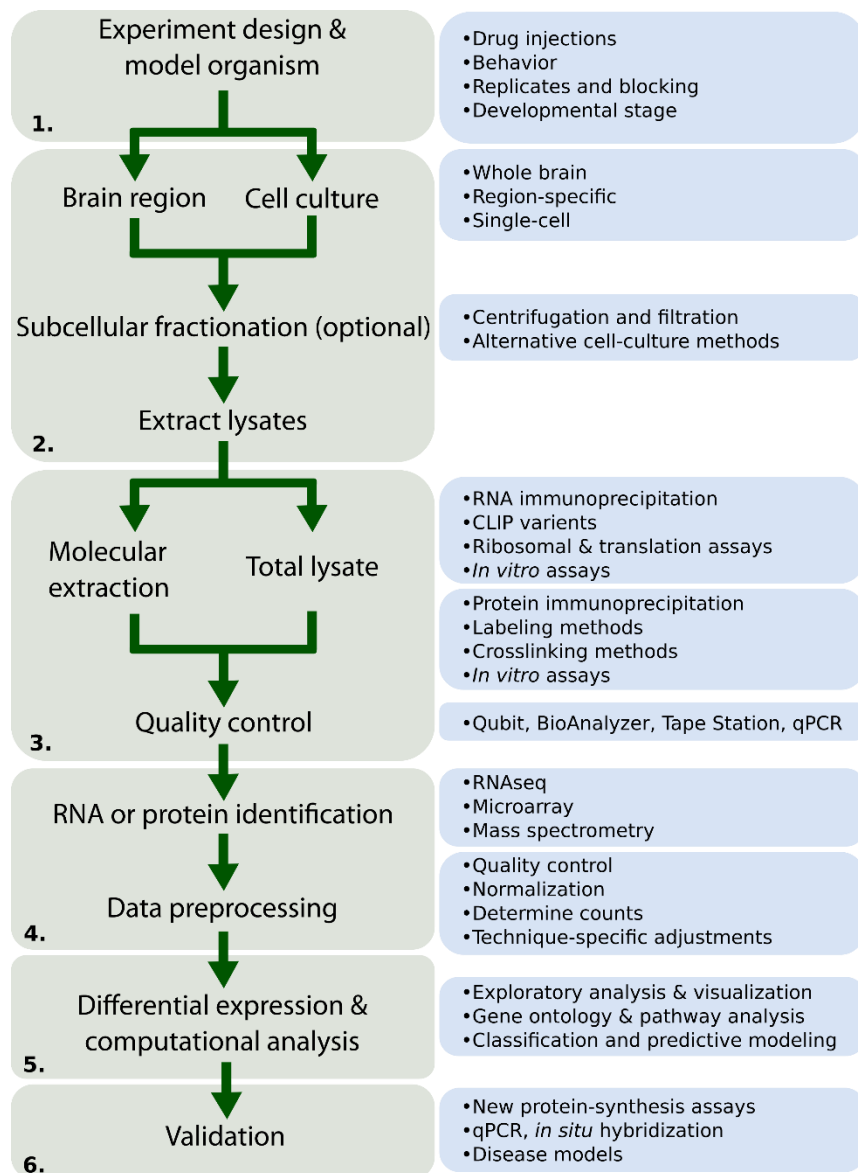 Experiment design &
model organism
1.
•Drug injections
•Behavior
•Replicates and blocking
•Developmental stage
Brain region
Cell culture
•Whole brain
•Region-specific
•Single-cell
Subcellular fractionation (optional)
•Centrifugation and filtration
•Alternative cell-culture methods
Extract lysates
2.
Molecular
extraction
Total lysate
•RNA immunoprecipitation
•CLIP varients
•Ribosomal & translation assays
•In vitro assays
•Protein immunoprecipitation
•Labeling methods
•Crosslinking methods
•In vitro assays
Quality control
3.
•Qubit, BioAnalyzer, Tape Station, qPCR
RNA or protein identification
•RNAseq
•Microarray
•Mass spectrometry
Data preprocessing
4.
•Quality control
•Normalization
•Determine counts
•Technique-specific adjustments
Differential expression &
computational analysis
5.
•Exploratory analysis & visualization
•Gene ontology & pathway analysis
•Classification and predictive modeling
Validation
6.
•New protein-synthesis assays
•qPCR, in situ hybridization
•Disease models